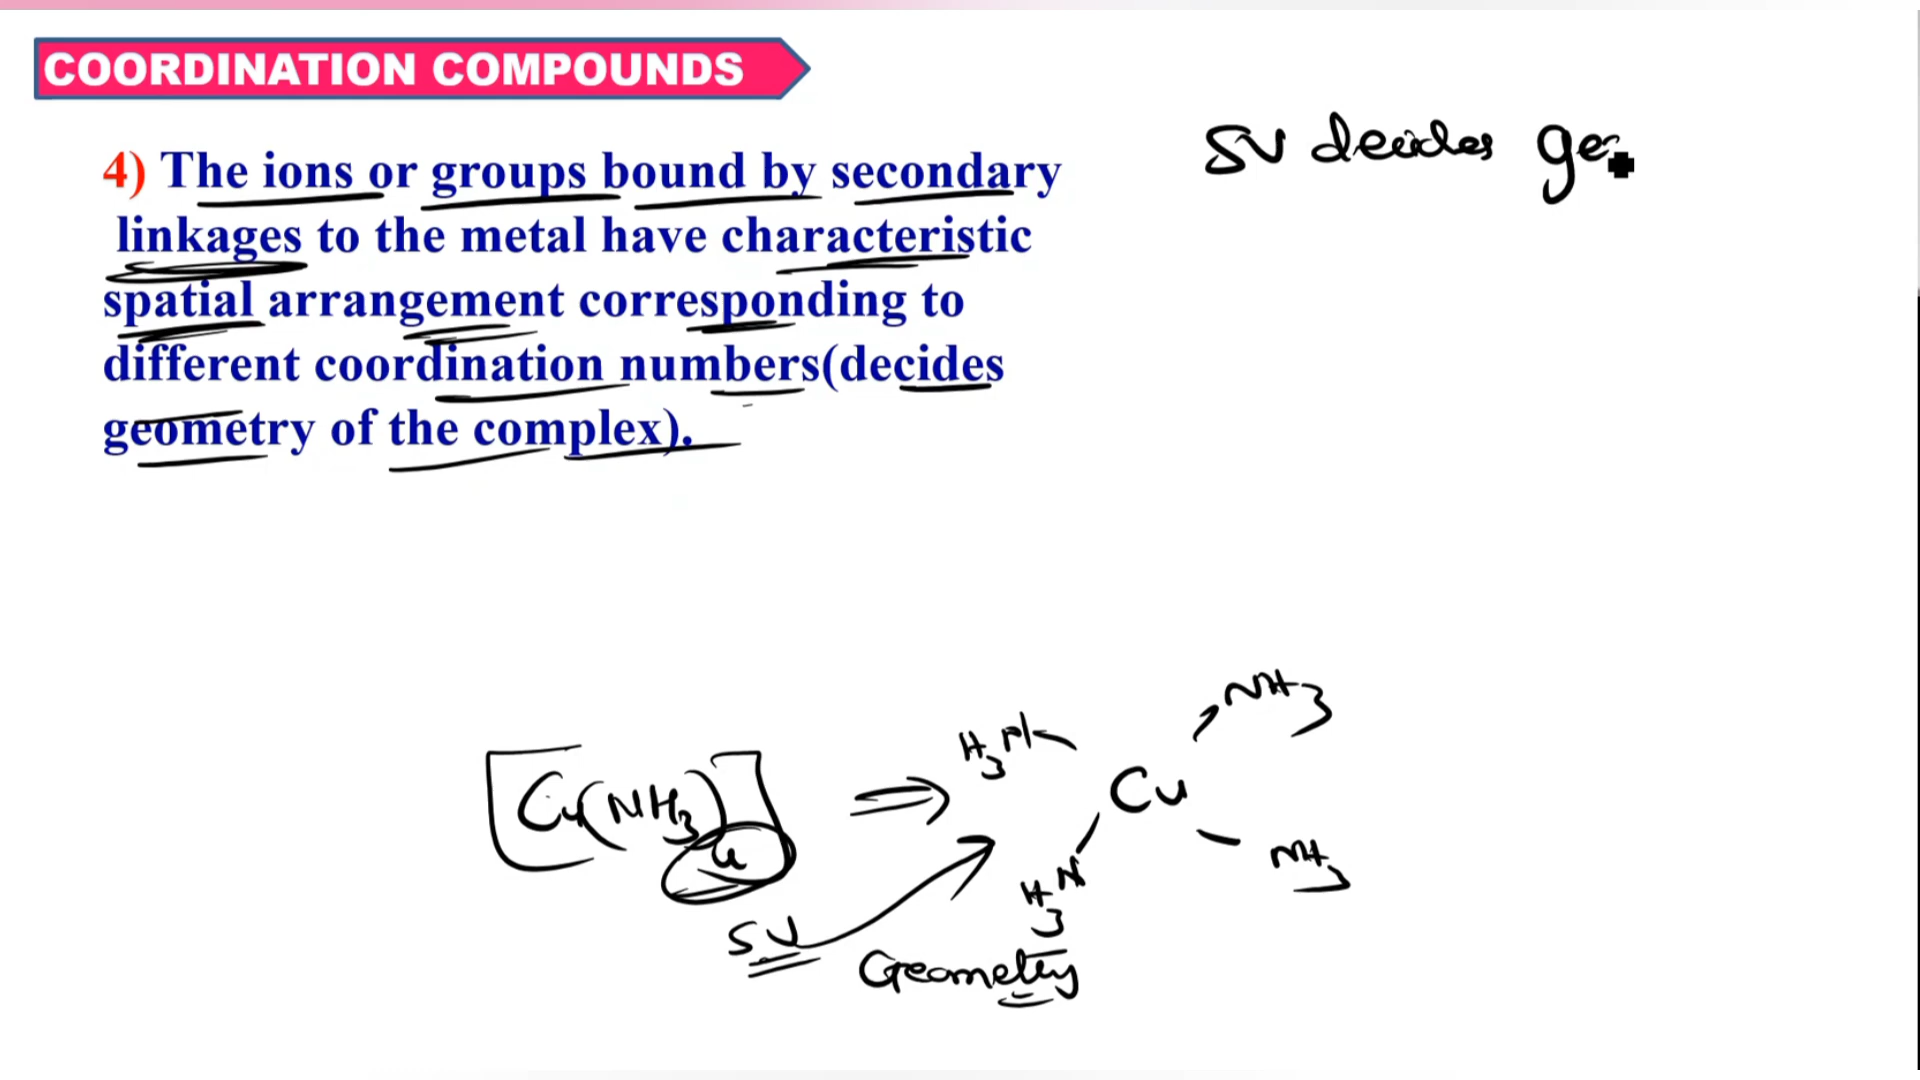 COORDINATION COMPOUNDS
SV decides ge
4) The ions or groups bound by secondary
linkages to the metal have characteristic
spatial arrangement corresponding to
different coordination numbers(decides
geometry of the complex).
[Cu(NH3)4] ⇒
H3N
NH3
Cu
H3N
NH3
SV
Geometry